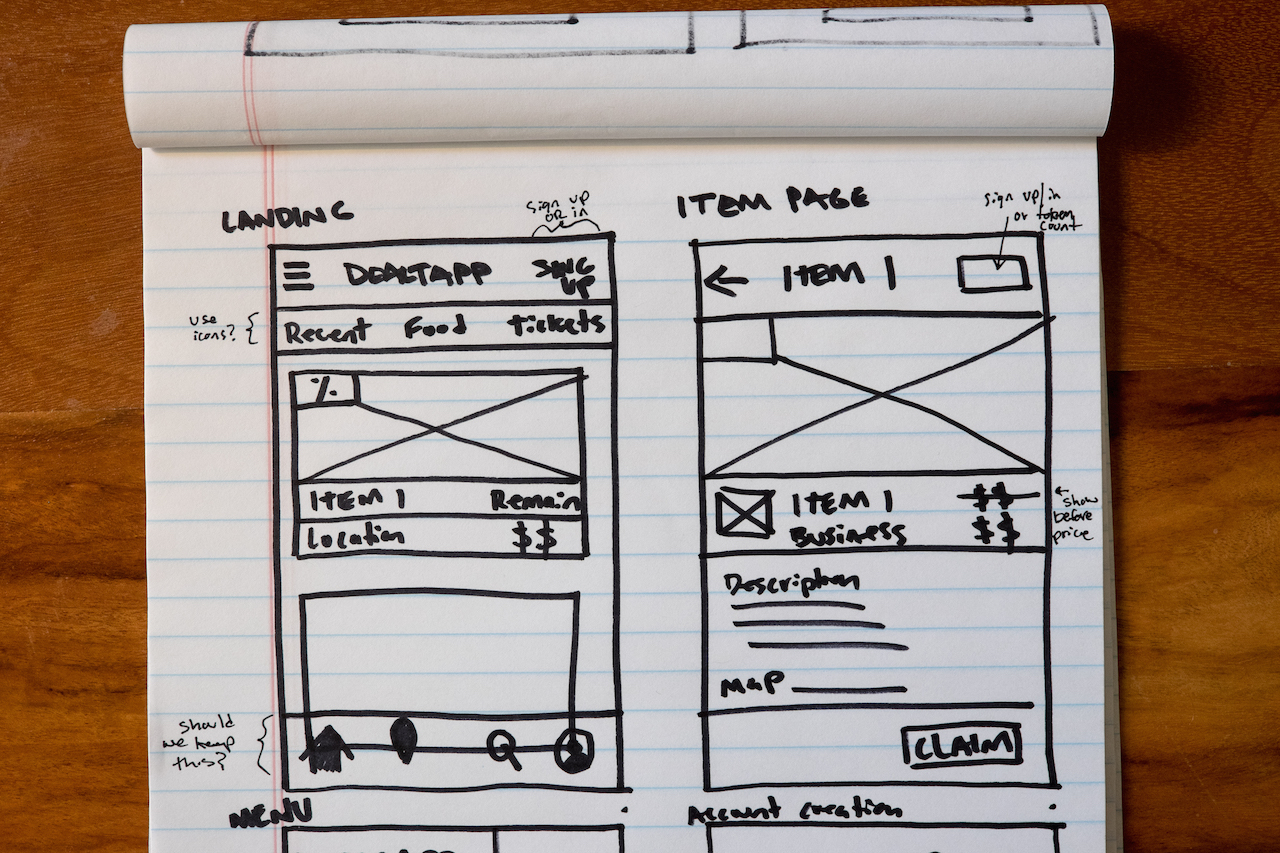 LANDING
sign up
OR in
DEALTAPP
SING
UP
use
icons?
Recent Food tickets
%
ITEM 1 Remain
Location $$
should
we keep
this?
MENU
ITEM PAGE
sign up/in
or token
count
ITEM 1
ITEM 1 $$
Business $$
← show
before
price
Description
Map
CLAIM
Account creation